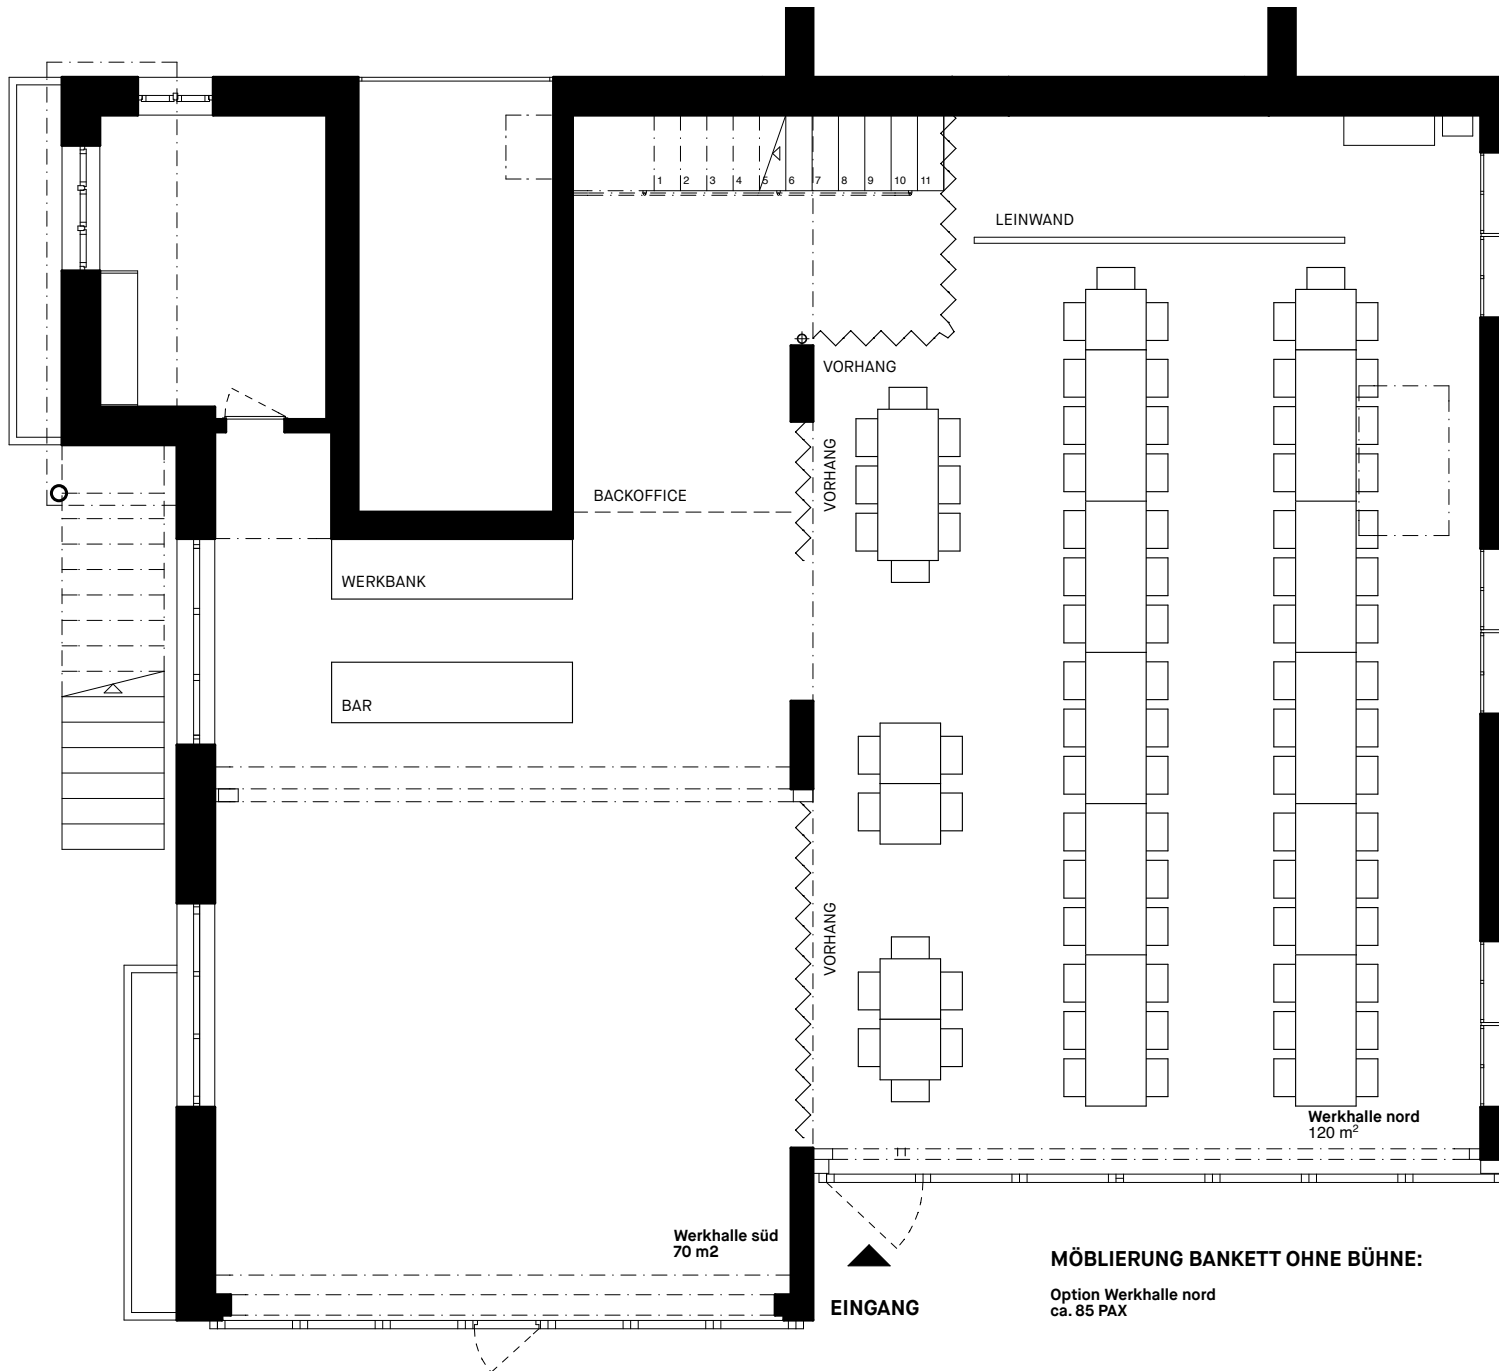 1 2 3 4 5 6 7 8 9 10 11
LEINWAND
VORHANG
VORHANG
BACKOFFICE
WERKBANK
BAR
VORHANG
Werkhalle nord
120 m²
Werkhalle süd
70 m2
EINGANG
MÖBLIERUNG BANKETT OHNE BÜHNE:
Option Werkhalle nord
ca. 85 PAX